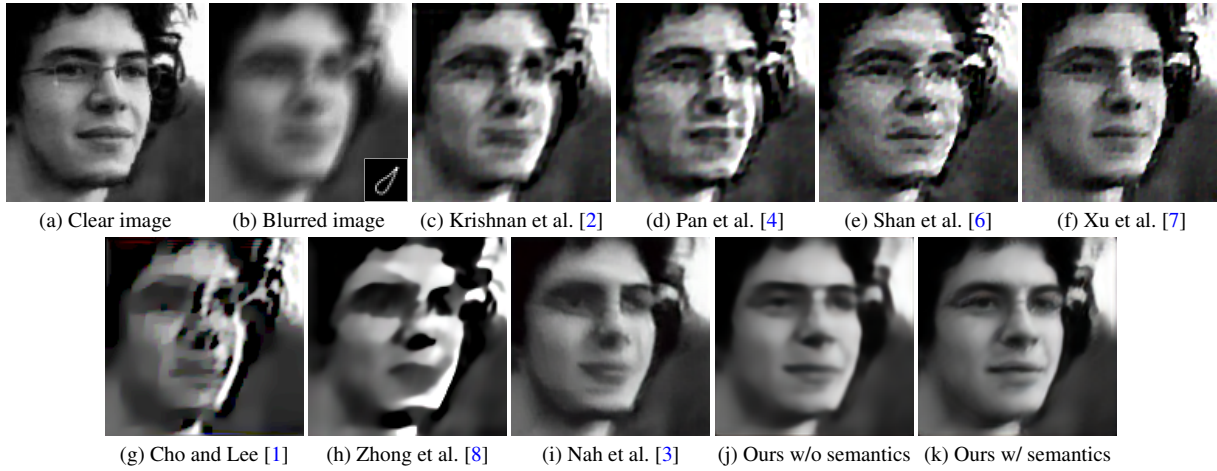 (a) Clear image (b) Blurred image (c) Krishnan et al. [2] (d) Pan et al. [4] (e) Shan et al. [6] (f) Xu et al. [7]
(g) Cho and Lee [1] (h) Zhong et al. [8] (i) Nah et al. [3] (j) Ours w/o semantics (k) Ours w/ semantics